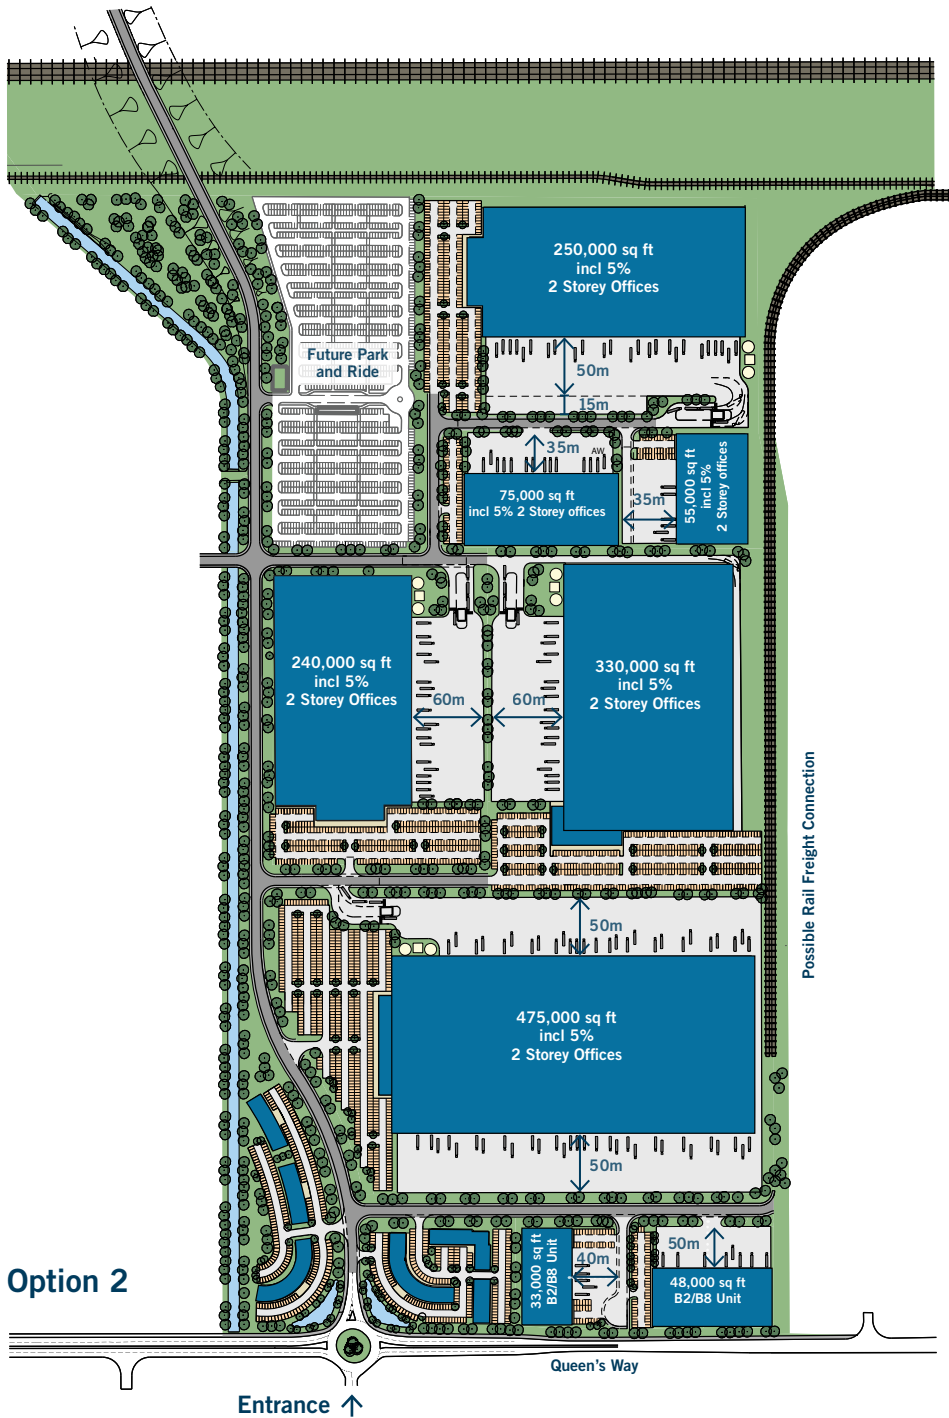 250,000 sq ft
incl 5%
2 Storey Offices
Future Park
and Ride
50m
15m
35m
AW
75,000 sq ft
incl 5% 2 Storey offices
35m
55,000 sq ft
incl 5%
2 Storey offices
240,000 sq ft
incl 5%
2 Storey Offices
60m
60m
330,000 sq ft
incl 5%
2 Storey Offices
Possible Rail Freight Connection
50m
475,000 sq ft
incl 5%
2 Storey Offices
50m
Option 2
33,000 sq ft
B2/B8 Unit
40m
50m
48,000 sq ft
B2/B8 Unit
Queen's Way
Entrance